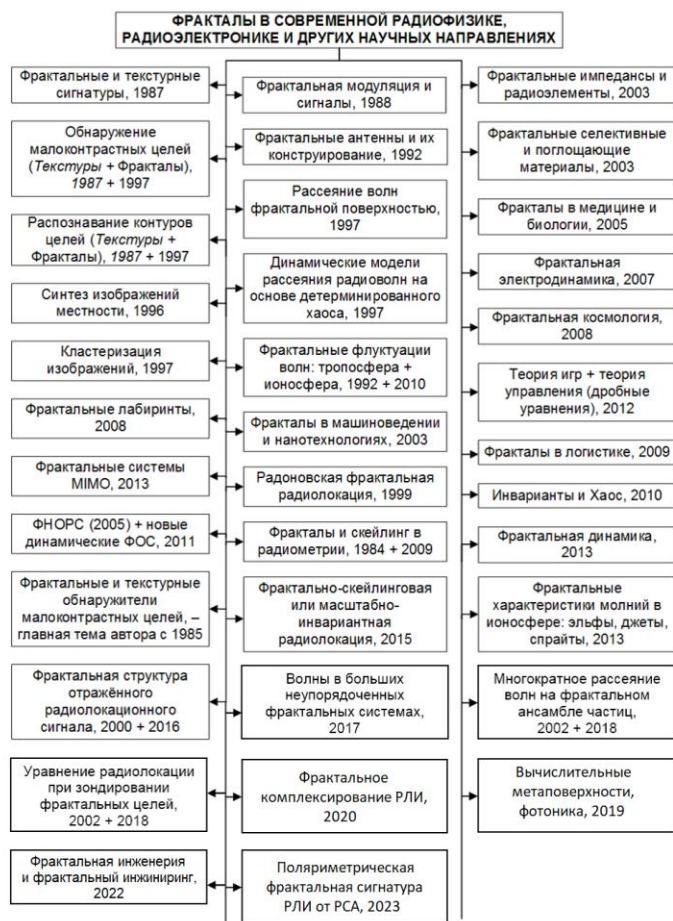 ФРАКТАЛЫ В СОВРЕМЕННОЙ РАДИОФИЗИКЕ,
РАДИОЭЛЕКТРОНИКЕ И ДРУГИХ НАУЧНЫХ НАПРАВЛЕНИЯХ
Фрактальные и текстурные
сигнатуры, 1987
Обнаружение
малоконтрастных целей
(Текстуры + Фракталы),
1987 + 1997
Распознавание контуров
целей (Текстуры +
Фракталы), 1987 + 1997
Синтез изображений
местности, 1996
Кластеризация
изображений, 1997
Фрактальные лабиринты,
2008
Фрактальные системы
MIMO, 2013
ФНОРС (2005) + новые
динамические ФОС, 2011
Фрактальные и текстурные
обнаружители
малоконтрастных целей, –
главная тема автора с 1985
Фрактальная структура
отражённого
радиолокационного
сигнала, 2000 + 2016
Уравнение радиолокации
при зондировании
фрактальных целей,
2002 + 2018
Фрактальная инженерия
и фрактальный инжиниринг,
2022
Фрактальная модуляция и
сигналы, 1988
Фрактальные антенны и их
конструирование, 1992
Рассеяние волн
фрактальной поверхностью,
1997
Динамические модели
рассеяния радиоволн на
основе детерминированного
хаоса, 1997
Фрактальные флуктуации
волн: тропосфера +
ионосфера, 1992 + 2010
Фракталы в машиноведении
и нанотехнологиях, 2003
Радоновская фрактальная
радиолокация, 1999
Фракталы и скейлинг в
радиометрии, 1984 + 2009
Фрактально-скейлинговая
или масштабно-
инвариантная
радиолокация, 2015
Волны в больших
неупорядоченных
фрактальных системах,
2017
Фрактальное
комплексирование РЛИ,
2020
Поляриметрическая
фрактальная сигнатура
РЛИ от РСА, 2023
Фрактальные импедансы и
радиоэлементы, 2003
Фрактальные селективные
и поглощающие
материалы, 2003
Фракталы в медицине и
биологии, 2005
Фрактальная
электродинамика, 2007
Фрактальная космология,
2008
Теория игр + теория
управления (дробные
уравнения), 2012
Фракталы в логистике, 2009
Инварианты и Хаос, 2010
Фрактальная динамика,
2013
Фрактальные
характеристики молний в
ионосфере: эльфы, джеты,
спрайты, 2013
Многократное рассеяние
волн на фрактальном
ансамбле частиц,
2002 + 2018
Вычислительные
метаповерхности,
фотоника, 2019